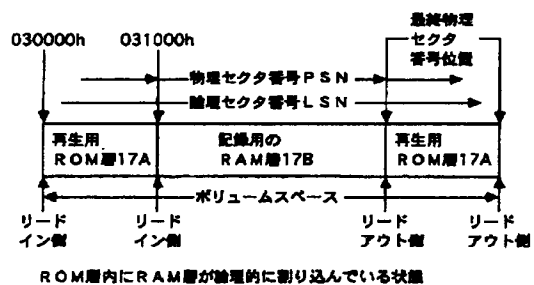 最終物理
セクタ
番号位置
030000h
031000h
物理セクタ番号PSN
論理セクタ番号LSN
再生用
ROM層17A
記録用の
RAM層17B
再生用
ROM層17A
ボリュームスペース
リード
イン側
リード
イン側
リード
アウト側
リード
アウト側
ROM層内にRAM層が論理的に割り込んでいる状態